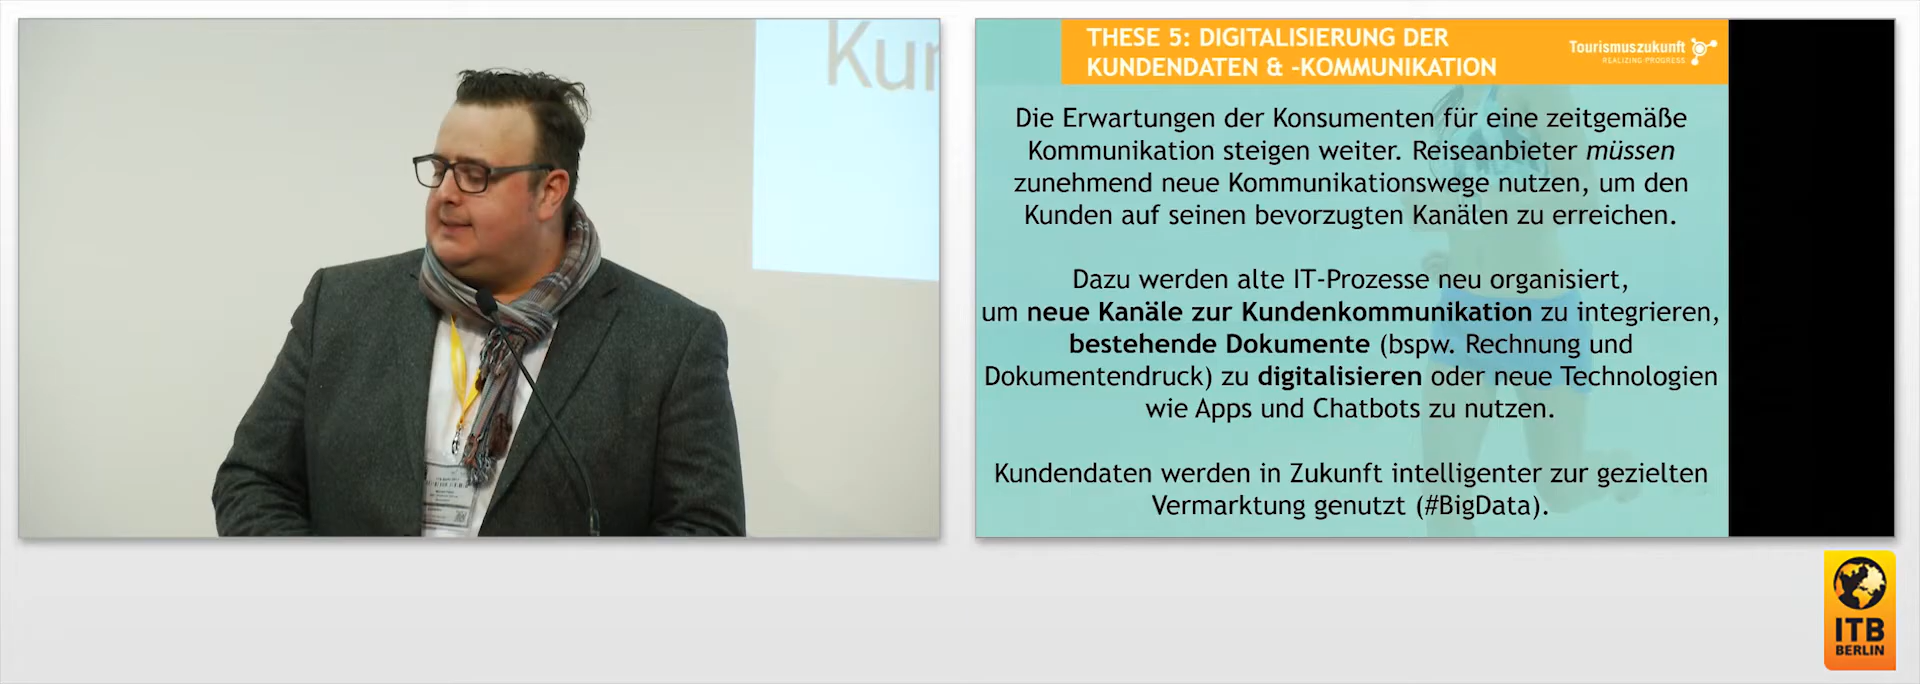 Kun
THESE 5: DIGITALISIERUNG DER
KUNDENDATEN & -KOMMUNIKATION
Tourismuszukunft
REALIZING PROGRESS
Die Erwartungen der Konsumenten für eine zeitgemäße
Kommunikation steigen weiter. Reiseanbieter müssen
zunehmend neue Kommunikationswege nutzen, um den
Kunden auf seinen bevorzugten Kanälen zu erreichen.
Dazu werden alte IT-Prozesse neu organisiert,
um neue Kanäle zur Kundenkommunikation zu integrieren,
bestehende Dokumente (bspw. Rechnung und
Dokumentendruck) zu digitalisieren oder neue Technologien
wie Apps und Chatbots zu nutzen.
Kundendaten werden in Zukunft intelligenter zur gezielten
Vermarktung genutzt (#BigData).
ITB
BERLIN